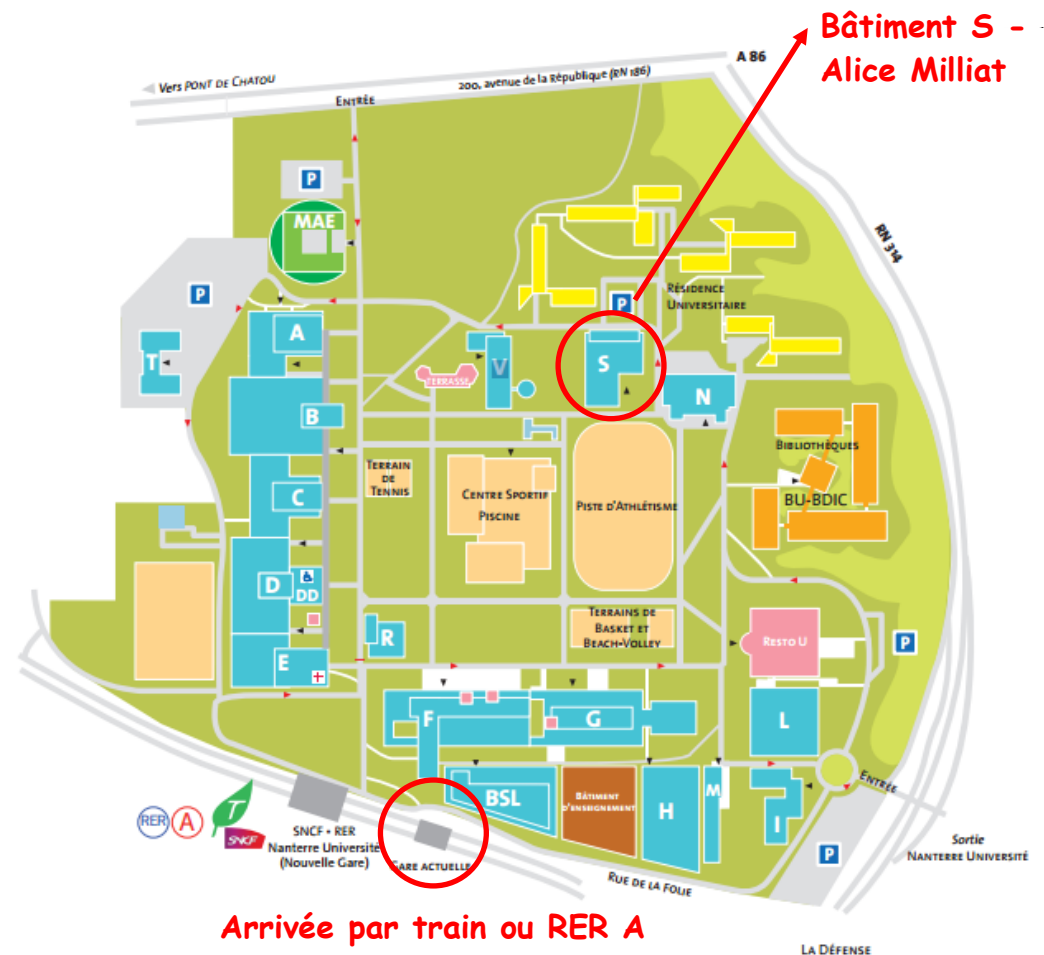 Bâtiment S -
Alice Milliat
A 86
Vers PONT DE CHATOU
200, avenue de la République (RN 186)
ENTRÉE
P
MAE
RN 314
P
P
RÉSIDENCE
UNIVERSITAIRE
A
T
V
S
TERRASSE
N
B
BIBLIOTHÈQUES
BU-BDIC
TERRAIN
DE
TENNIS
CENTRE SPORTIF
PISCINE
PISTE D'ATHLÉTISME
C
D
DD
TERRAINS DE
BASKET ET
BEACH-VOLLEY
R
RESTO U
P
E
F
G
L
ENTRÉE
BSL
BÂTIMENT
D'ENSEIGNEMENT
H
M
I
RER A
T
SNCF
SNCF • RER
Nanterre Université
(Nouvelle Gare)
GARE ACTUELLE
P
Sortie
NANTERRE UNIVERSITÉ
RUE DE LA FOLIE
Arrivée par train ou RER A
LA DÉFENSE